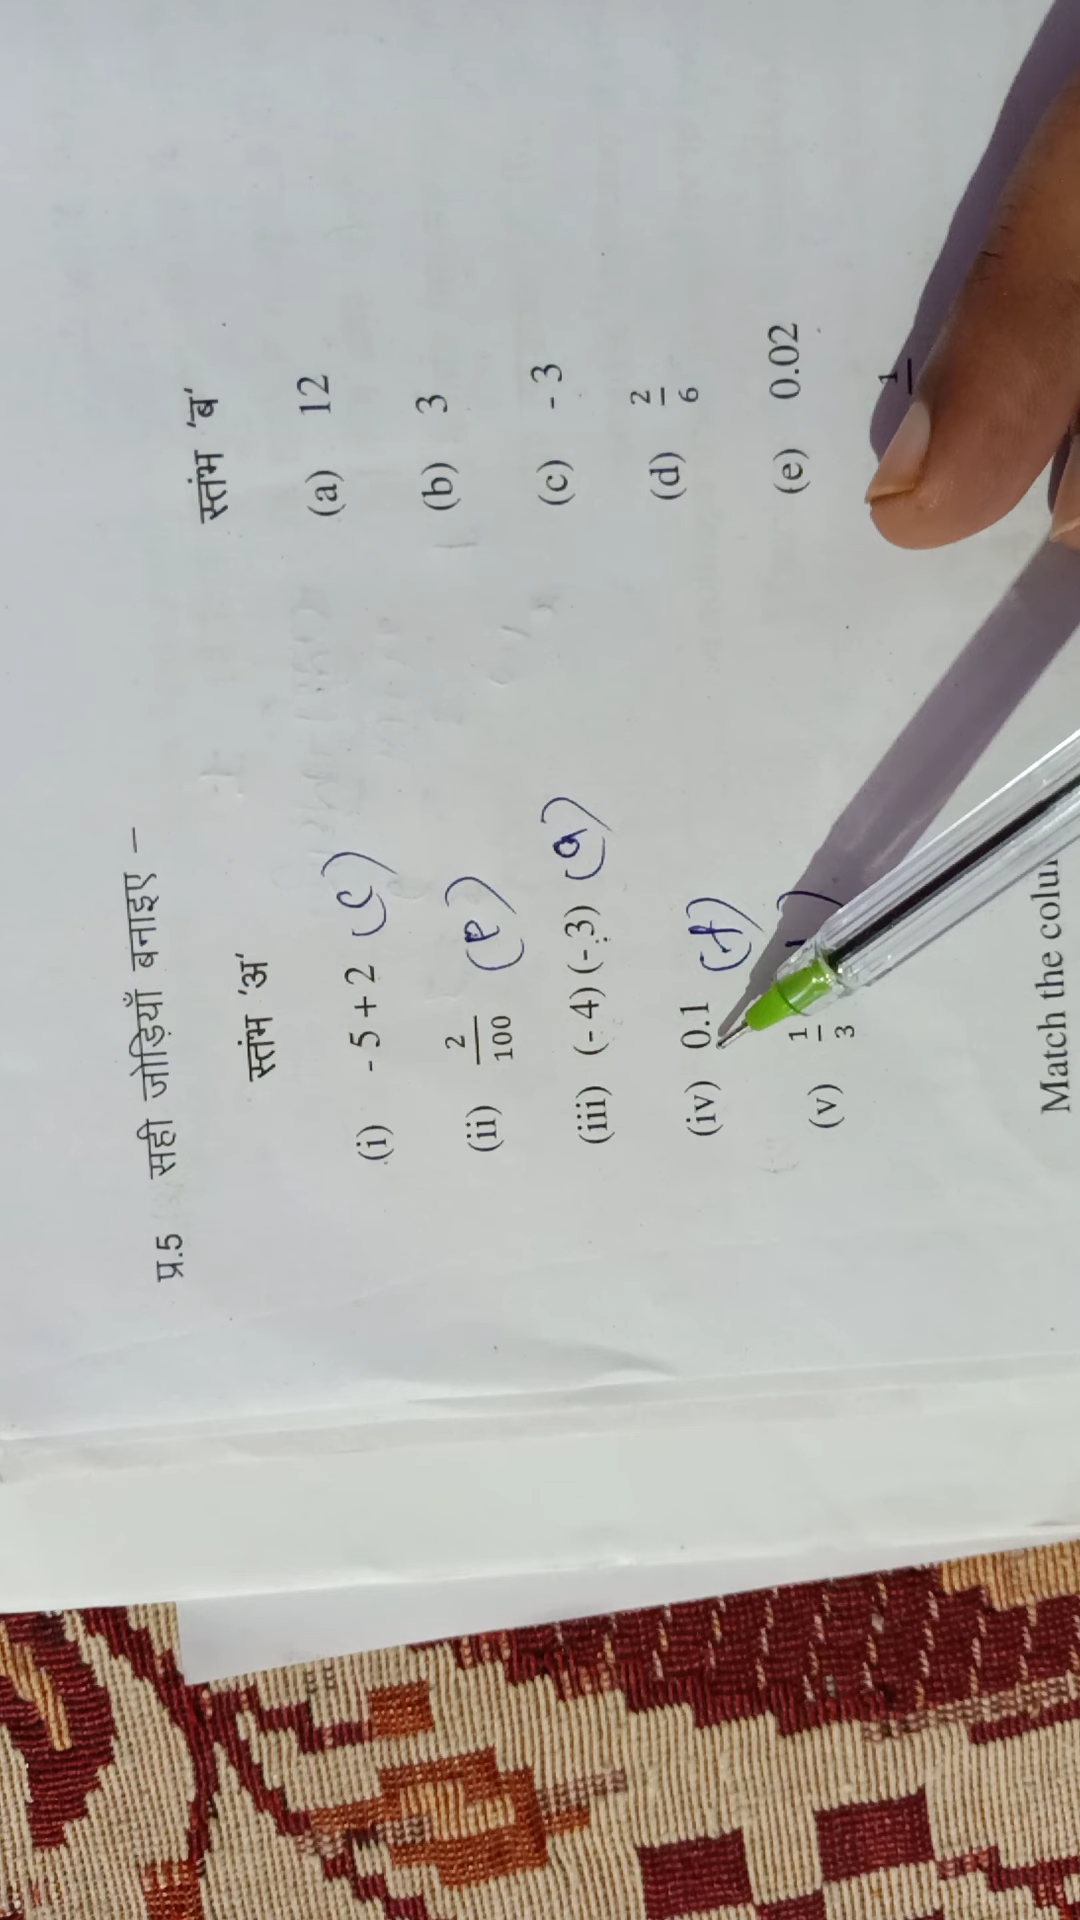 प्र.5 सही जोड़ियाँ बनाइए –
स्तंभ 'अ' स्तंभ 'ब'
(i) - 5 + 2 (c) (a) 12
(ii) 2/100 (e) (b) 3
(iii) (- 4) (- 3) (a) (c) - 3
(iv) 0.1 (f) (d) 2/6
(v) 1/3 (e) 0.02
1
Match the